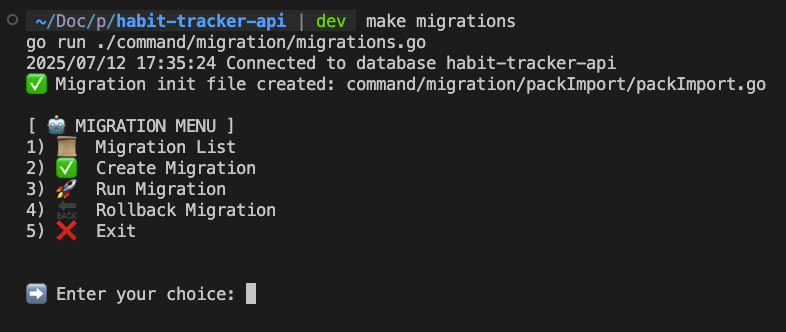 ~/Doc/p/habit-tracker-api | dev make migrations
go run ./command/migration/migrations.go
2025/07/12 17:35:24 Connected to database habit-tracker-api
✅ Migration init file created: command/migration/packImport/packImport.go
[ 🤖 MIGRATION MENU ]
1) 📜 Migration List
2) ✅ Create Migration
3) 🚀 Run Migration
4) 🔙 Rollback Migration
5) ❌ Exit
➡️ Enter your choice: